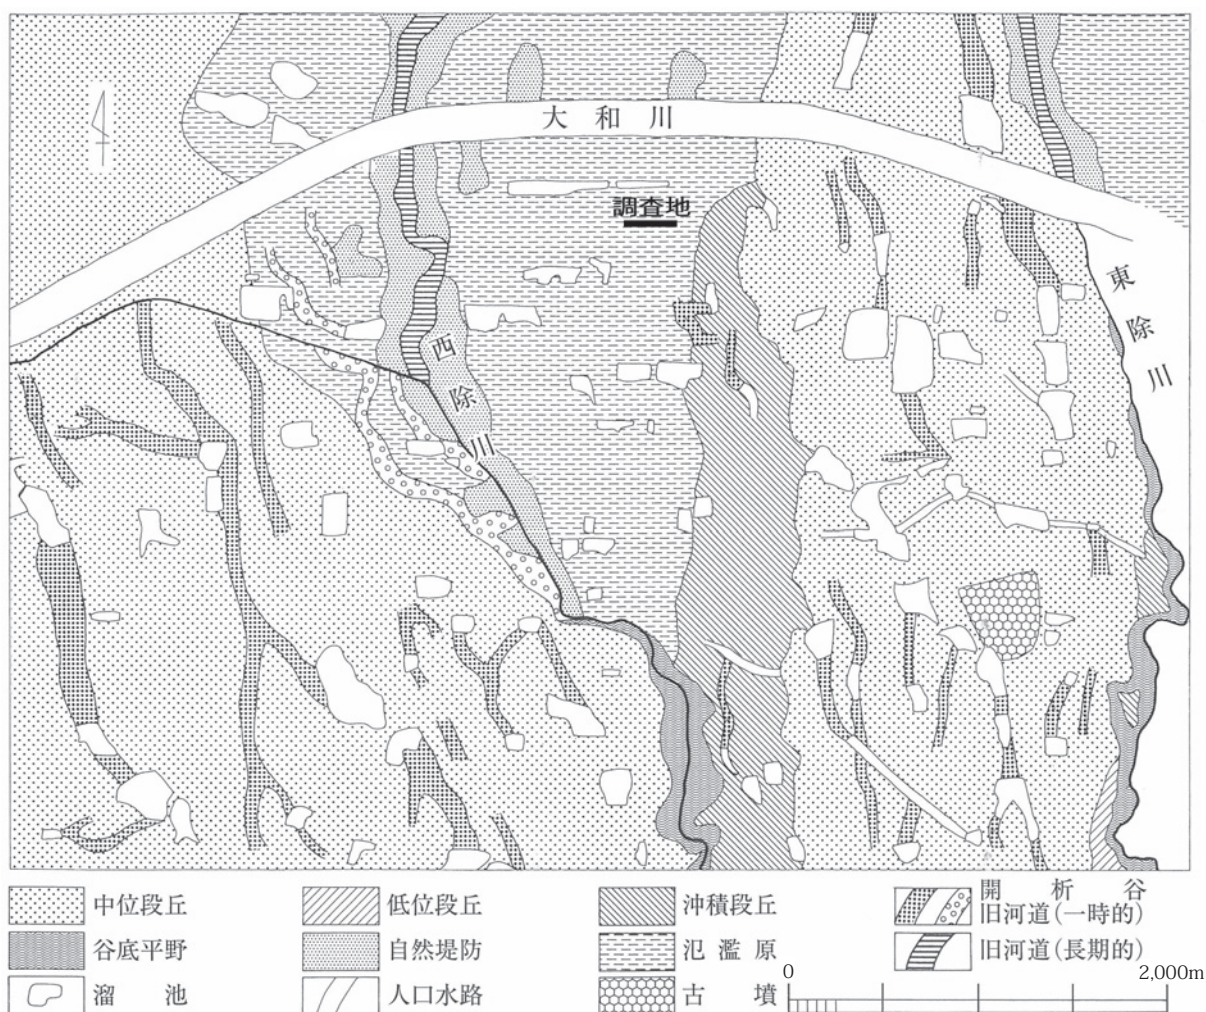 大和川
調査地
東除川
西除川
中位段丘
低位段丘
沖積段丘
開析谷
旧河道(一時的)
谷底平野
自然堤防
氾濫原
旧河道(長期的)
溜池
人口水路
古墳
0
2,000m